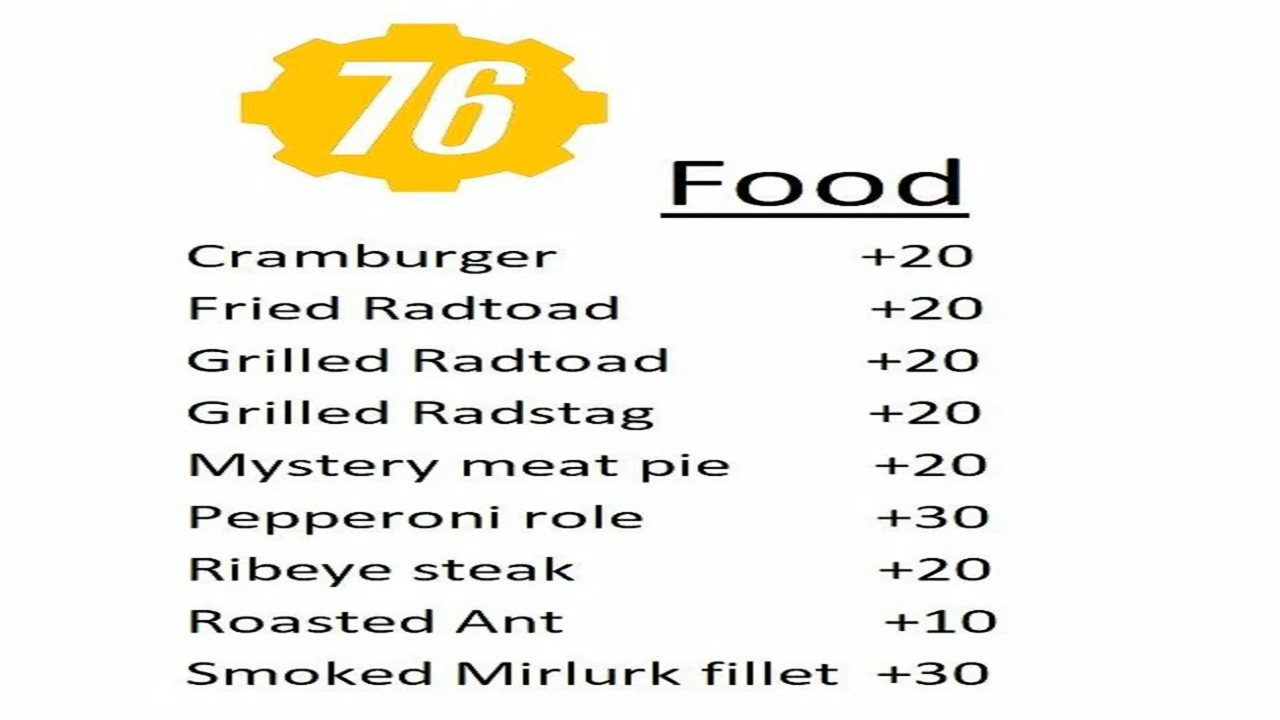 76
Food
Cramburger +20
Fried Radtoad +20
Grilled Radtoad +20
Grilled Radstag +20
Mystery meat pie +20
Pepperoni role +30
Ribeye steak +20
Roasted Ant +10
Smoked Mirlurk fillet +30